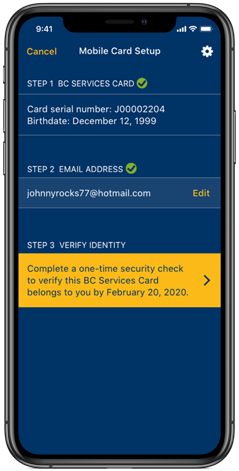 9:41
Cancel Mobile Card Setup
STEP 1 BC SERVICES CARD
Card serial number: J00002204
Birthdate: December 12, 1999
STEP 2 EMAIL ADDRESS
johnnyrocks77@hotmail.com Edit
STEP 3 VERIFY IDENTITY
Complete a one-time security check
to verify this BC Services Card
belongs to you by February 20, 2020.